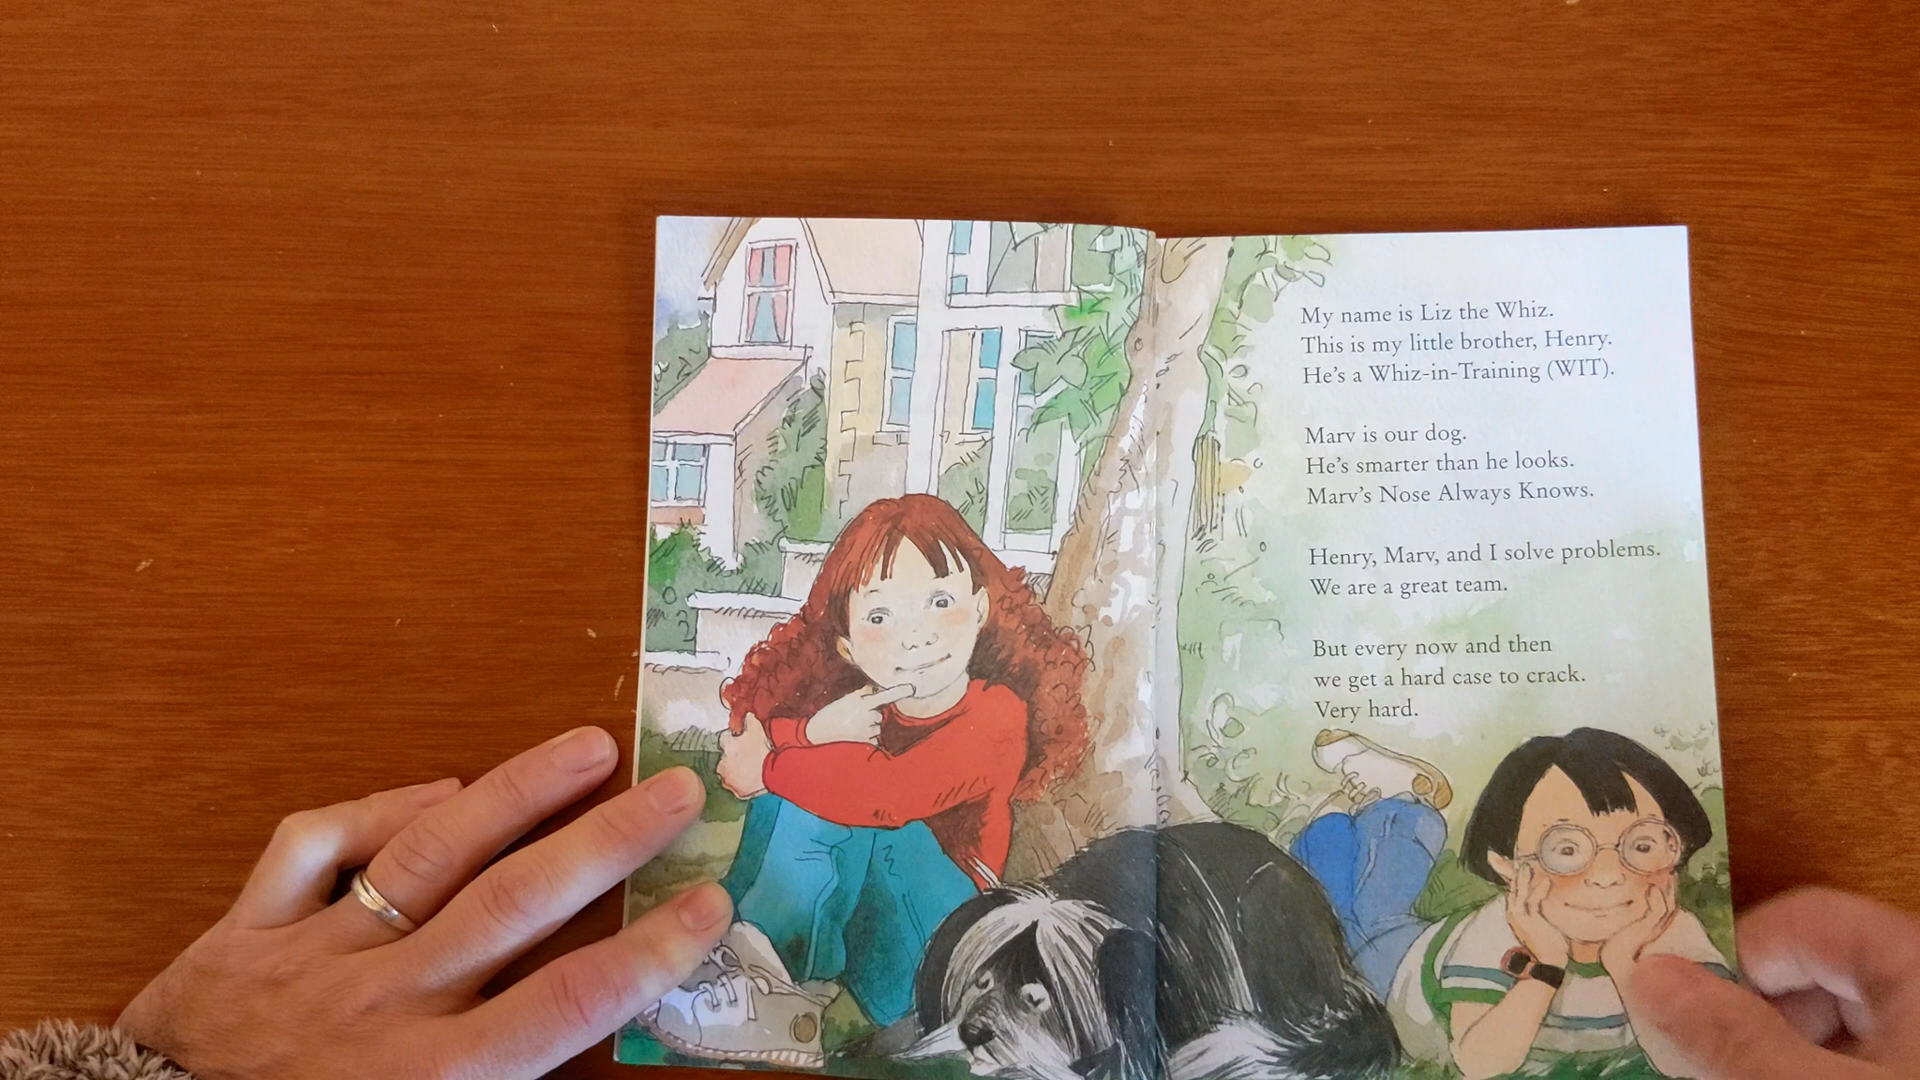 My name is Liz the Whiz.
This is my little brother, Henry.
He's a Whiz-in-Training (WIT).
Marv is our dog.
He's smarter than he looks.
Marv's Nose Always Knows.
Henry, Marv, and I solve problems.
We are a great team.
But every now and then
we get a hard case to crack.
Very hard.